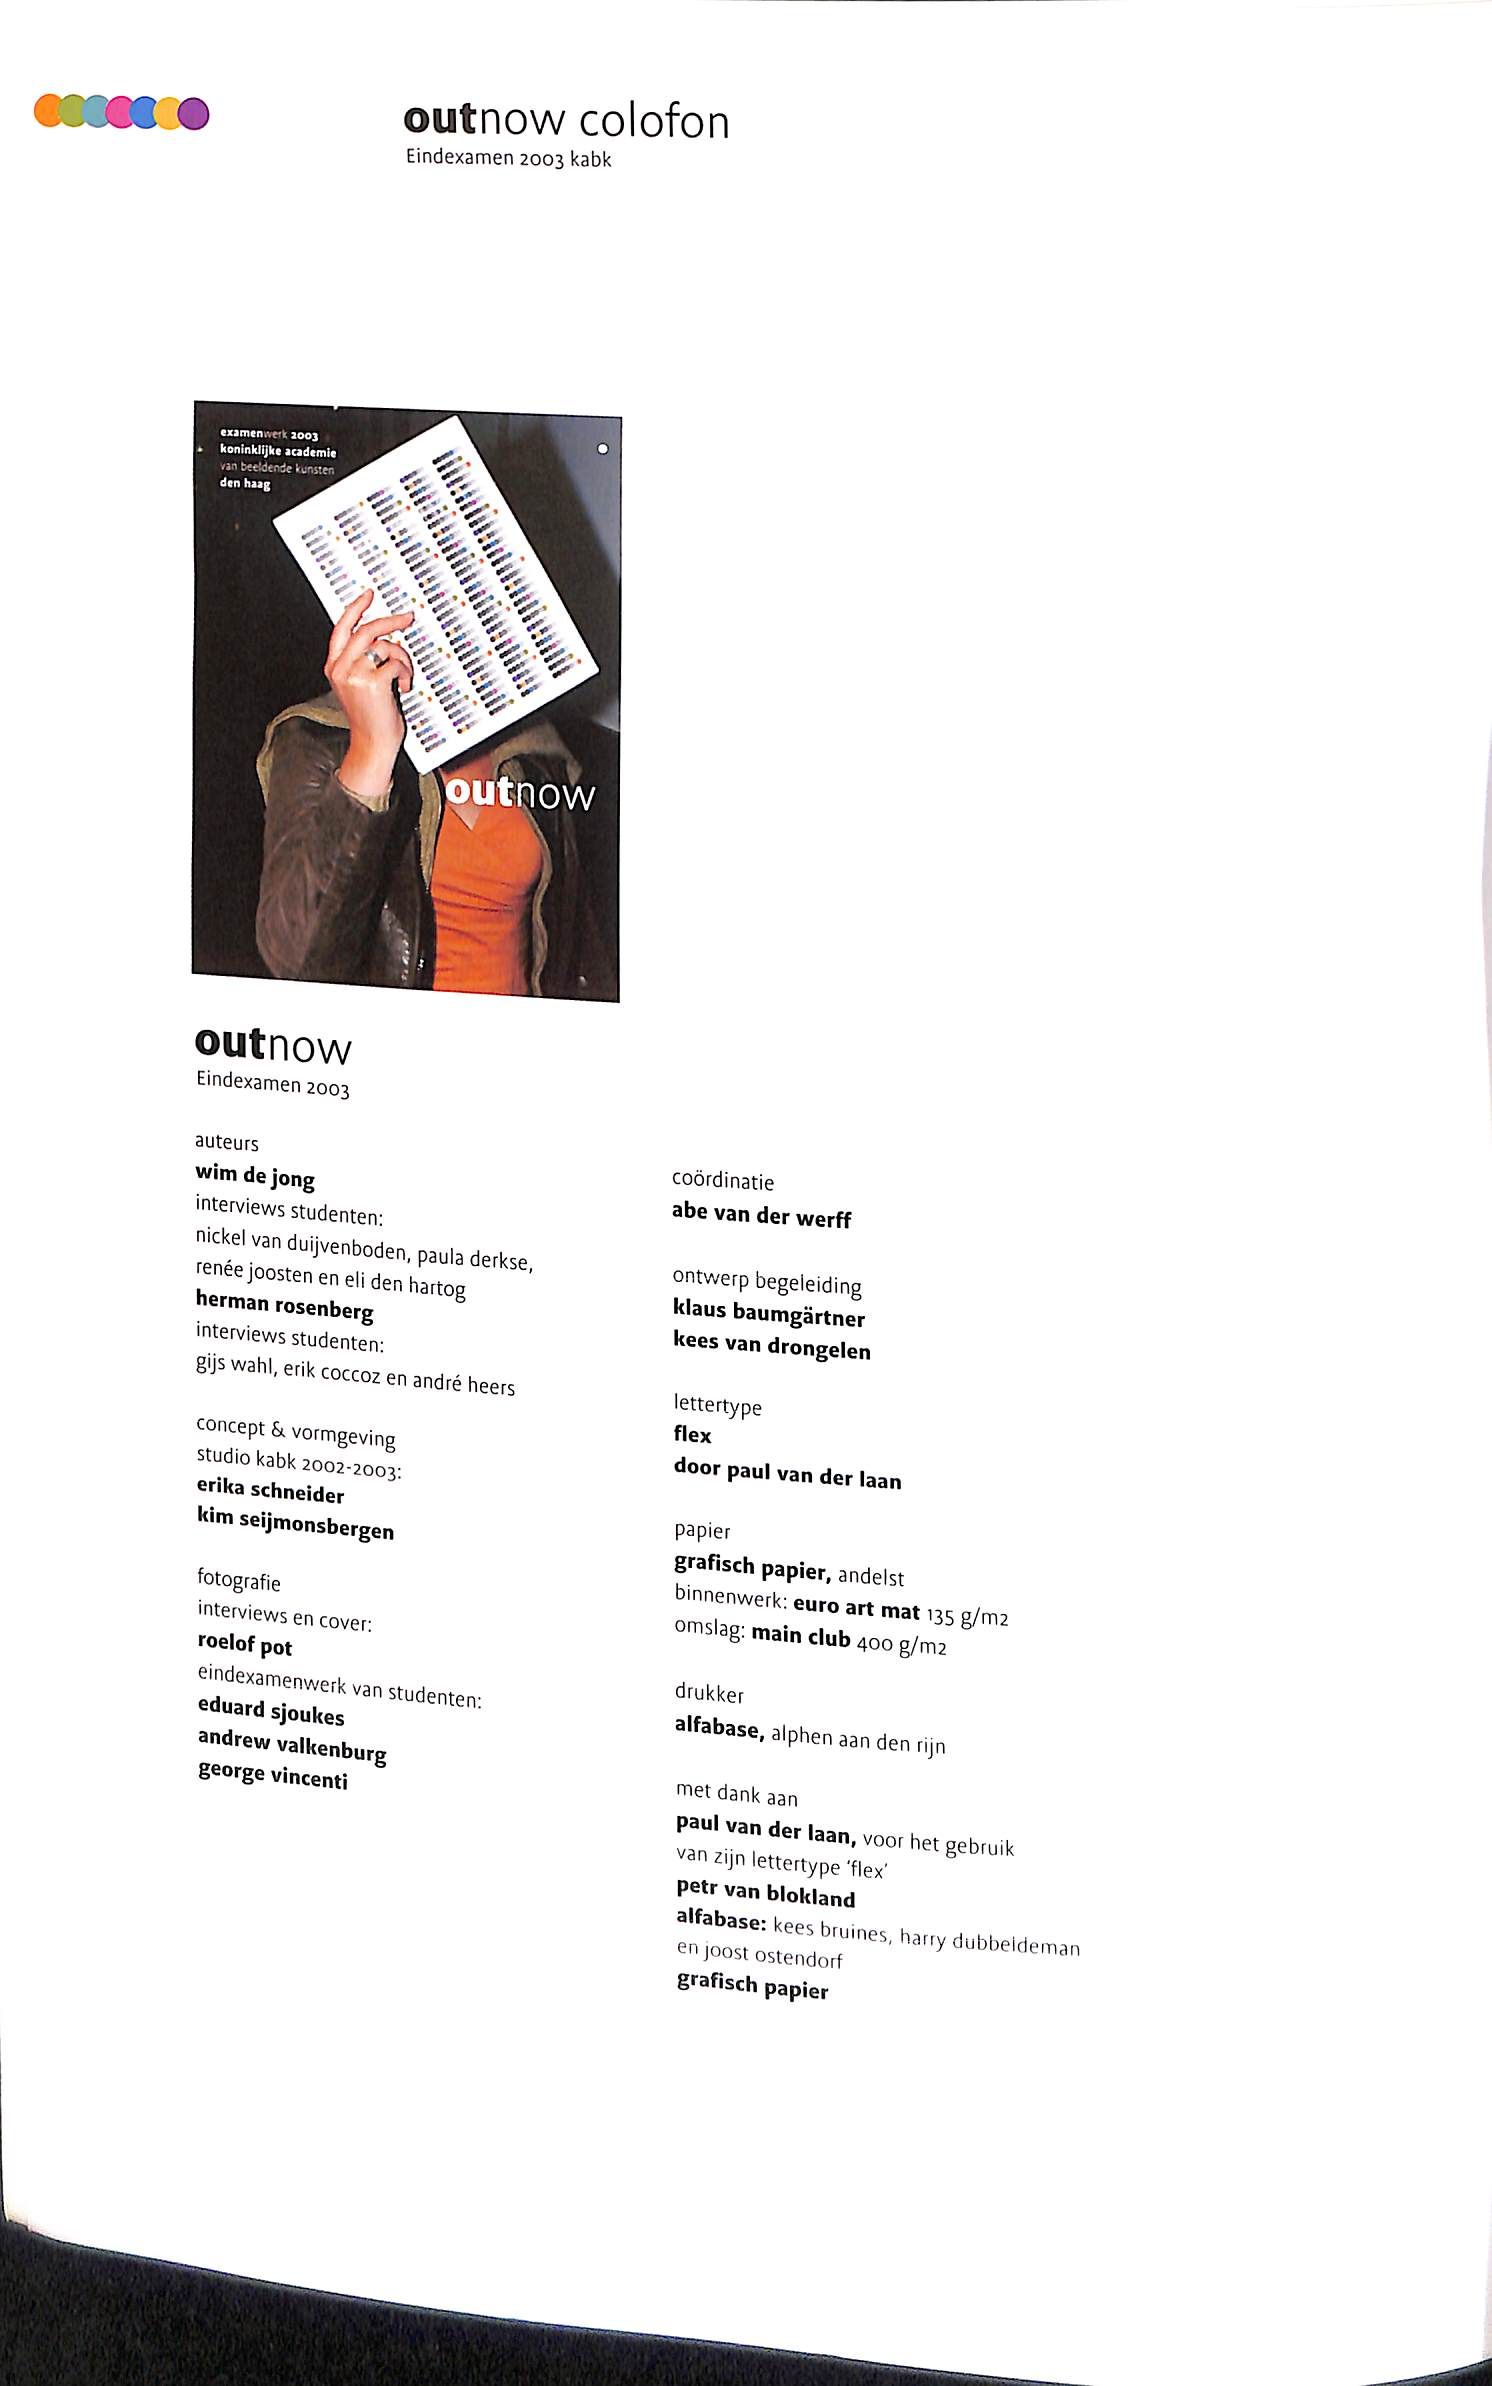 outnow colofon
Eindexamen 2003 kabk
examenwerk 2003
koninklijke academie
van beeldende kunsten
den haag
outnow
outnow
Eindexamen 2003
auteurs
wim de jong
interviews studenten:
nickel van duijvenboden, paula derkse,
renée joosten en eli den hartog
herman rosenberg
interviews studenten:
gijs wahl, erik coccoz en andré heers
concept & vormgeving
studio kabk 2002-2003:
erika schneider
kim seijmonsbergen
fotografie
interviews en cover:
roelof pot
eindexamenwerk van studenten:
eduard sjoukes
andrew valkenburg
george vincenti
coördinatie
abe van der werff
ontwerp begeleiding
klaus baumgärtner
kees van drongelen
lettertype
flex
door paul van der laan
papier
grafisch papier, andelst
binnenwerk: euro art mat 135 g/m2
omslag: main club 400 g/m2
drukker
alfabase, alphen aan den rijn
met dank aan
paul van der laan, voor het gebruik
van zijn lettertype ‘flex’
petr van blokland
alfabase: kees bruines, harry dubbeldeman
en joost ostendorf
grafisch papier